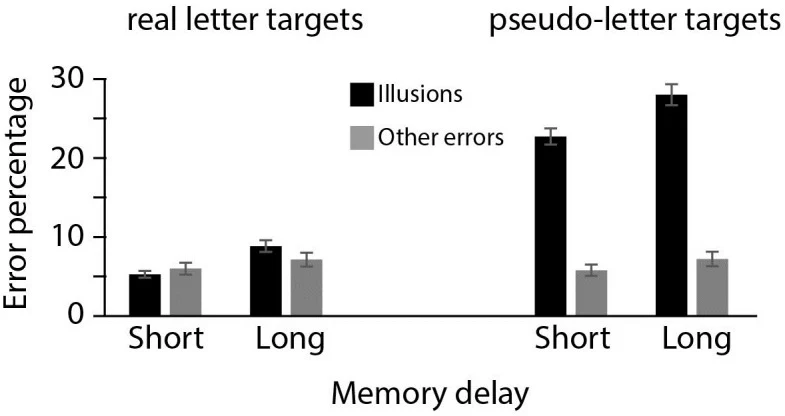 real letter targets
pseudo-letter targets
Error percentage
30
20
10
0
Illusions
Other errors
Short
Long
Short
Long
Memory delay